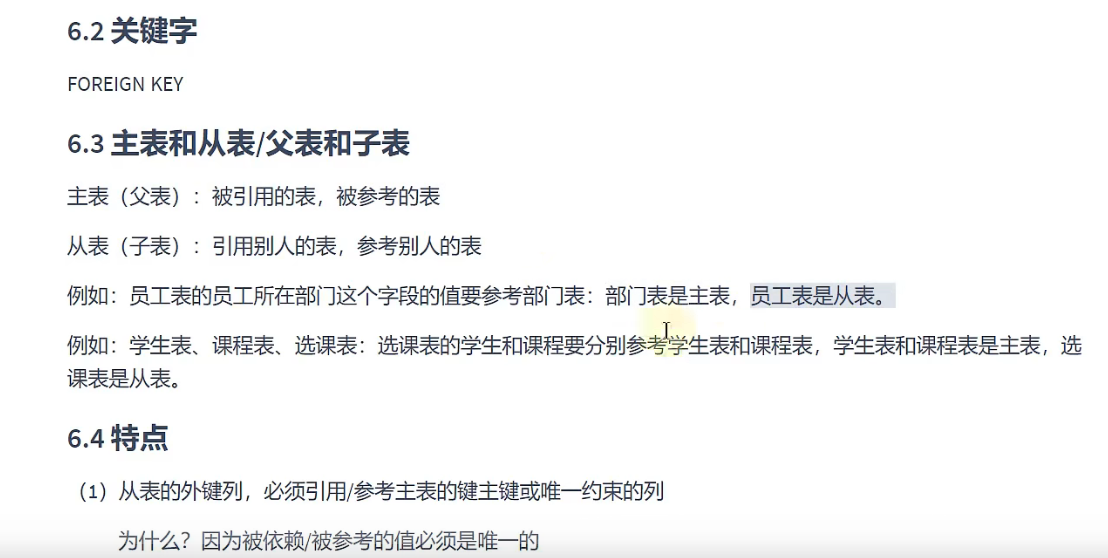 6.2 关键字
FOREIGN KEY
6.3 主表和从表/父表和子表
主表（父表）：被引用的表，被参考的表
从表（子表）：引用别人的表，参考别人的表
例如：员工表的员工所在部门这个字段的值要参考部门表：部门表是主表，员工表是从表。
例如：学生表、课程表、选课表：选课表的学生和课程要分别参考学生表和课程表，学生表和课程表是主表，选
课表是从表。
6.4 特点
（1）从表的外键列，必须引用/参考主表的键主键或唯一约束的列
为什么？因为被依赖/被参考的值必须是唯一的